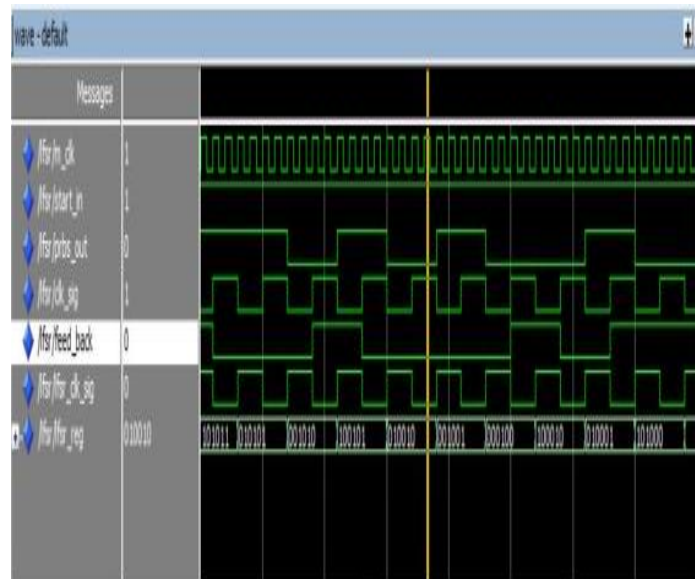 wave - default
Messages
/lfsr/m_clk 1
/lfsr/start_in 1
/lfsr/prbs_out 0
/lfsr/clk_sig 1
/lfsr/feed_back 0
/lfsr/lfsr_clk_sig 0
/lfsr/lfsr_reg 010010 101011 010101 001010 100101 010010 001001 000100 100010 010001 101000